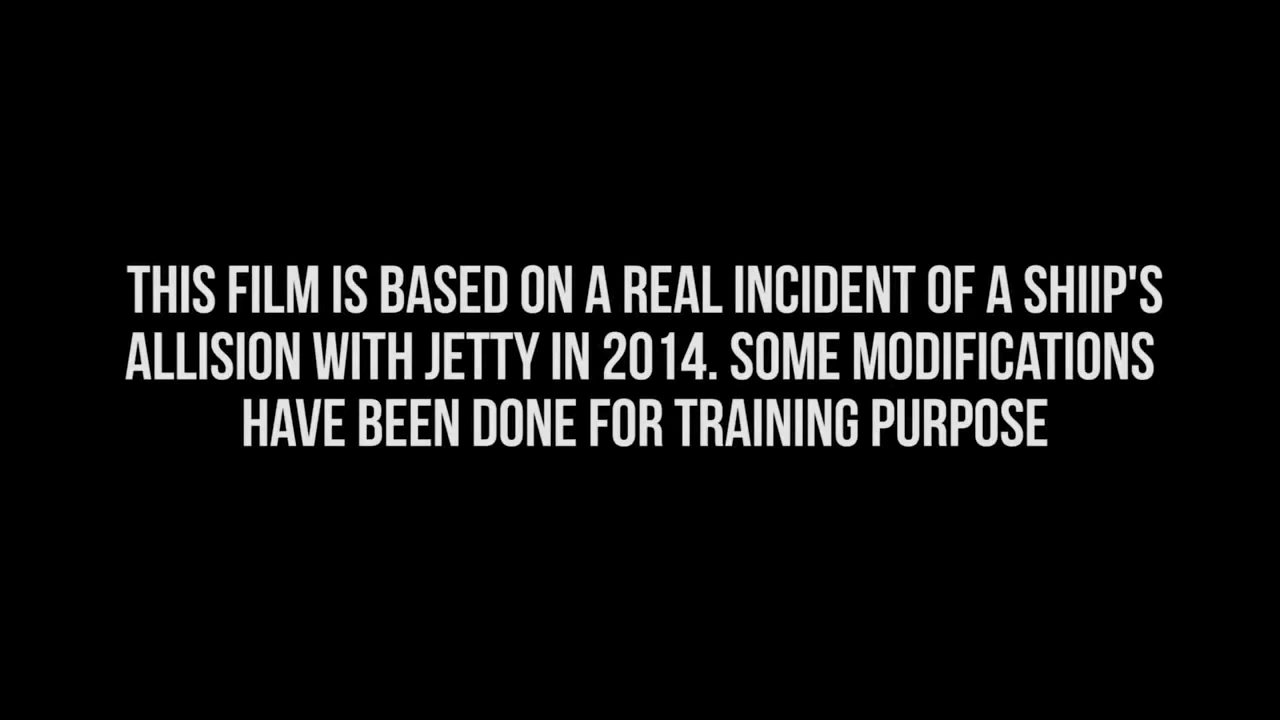 THIS FILM IS BASED ON A REAL INCIDENT OF A SHIIP'S
ALLISION WITH JETTY IN 2014. SOME MODIFICATIONS
HAVE BEEN DONE FOR TRAINING PURPOSE